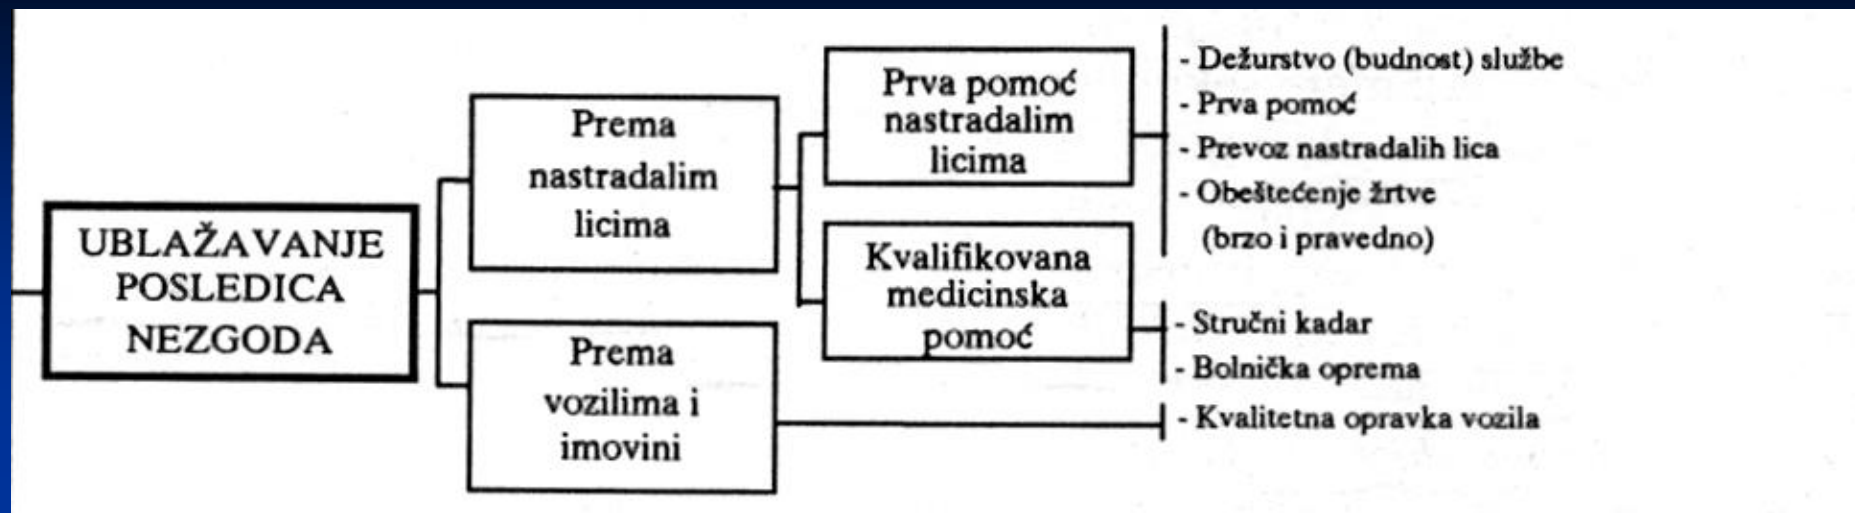 UBLAŽAVANJE
POSLEDICA
NEZGODA
Prema
nastradalim
licima
Prema
vozilima i
imovini
Prva pomoć
nastradalim
licima
Kvalifikovana
medicinska
pomoć
- Dežurstvo (budnost) službe
- Prva pomoć
- Prevoz nastradalih lica
- Obeštećenje žrtve
(brzo i pravedno)
- Stručni kadar
- Bolnička oprema
- Kvalitetna opravka vozila